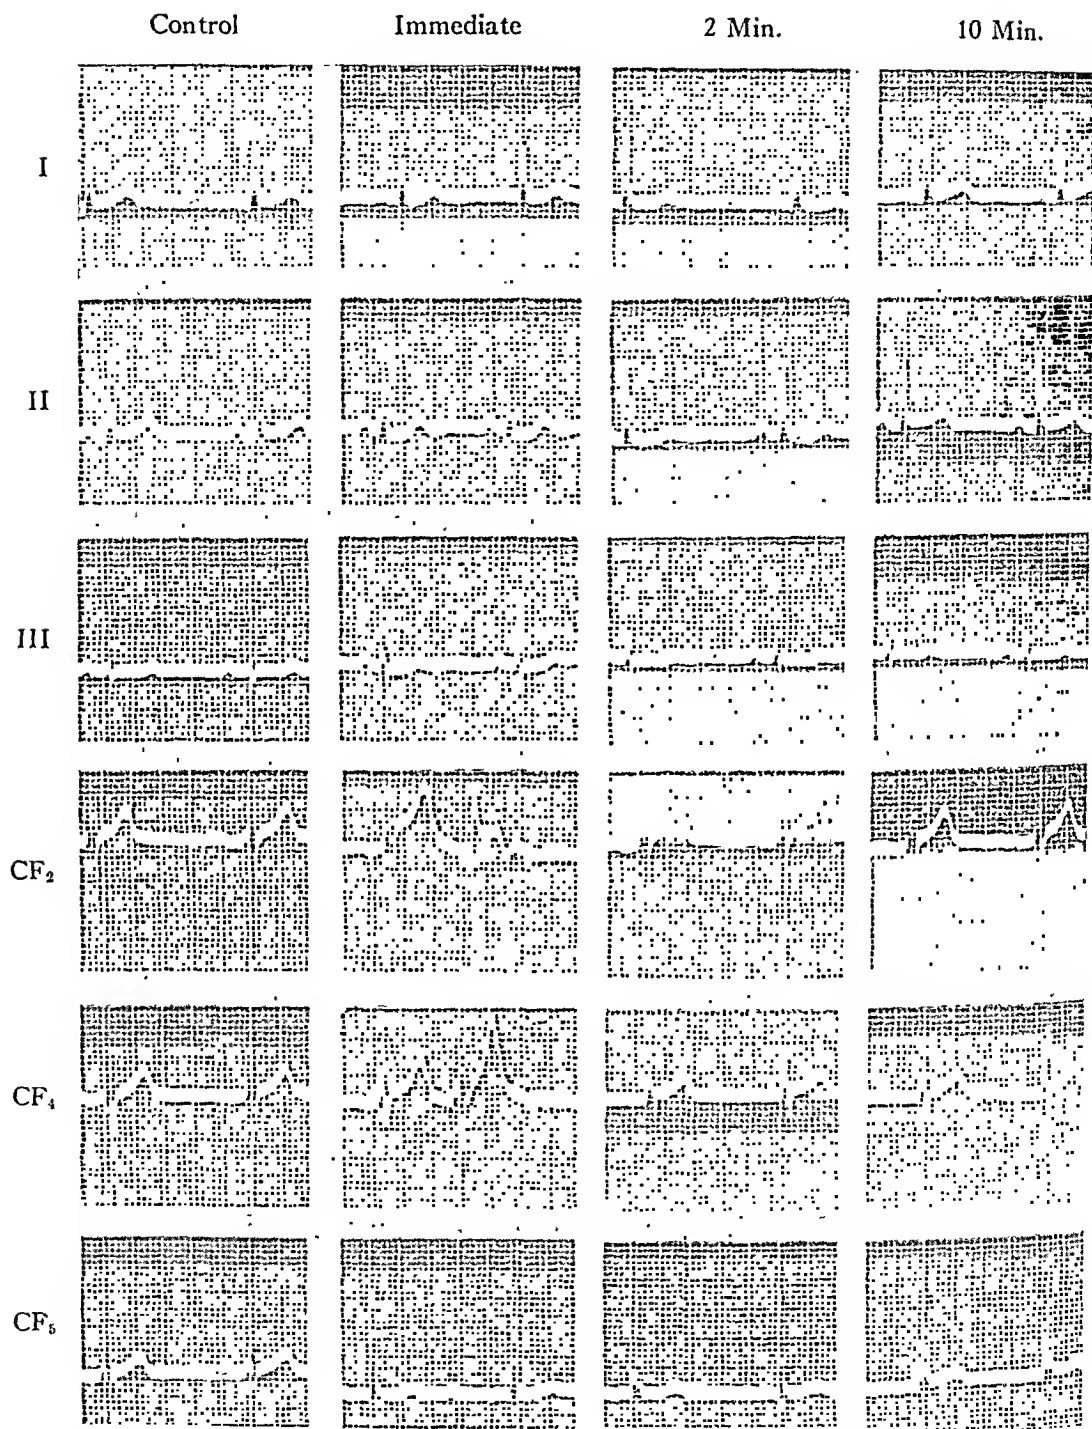 Control Immediate 2 Min. 10 Min.
I
II
III
CF₂
CF₄
CF₅